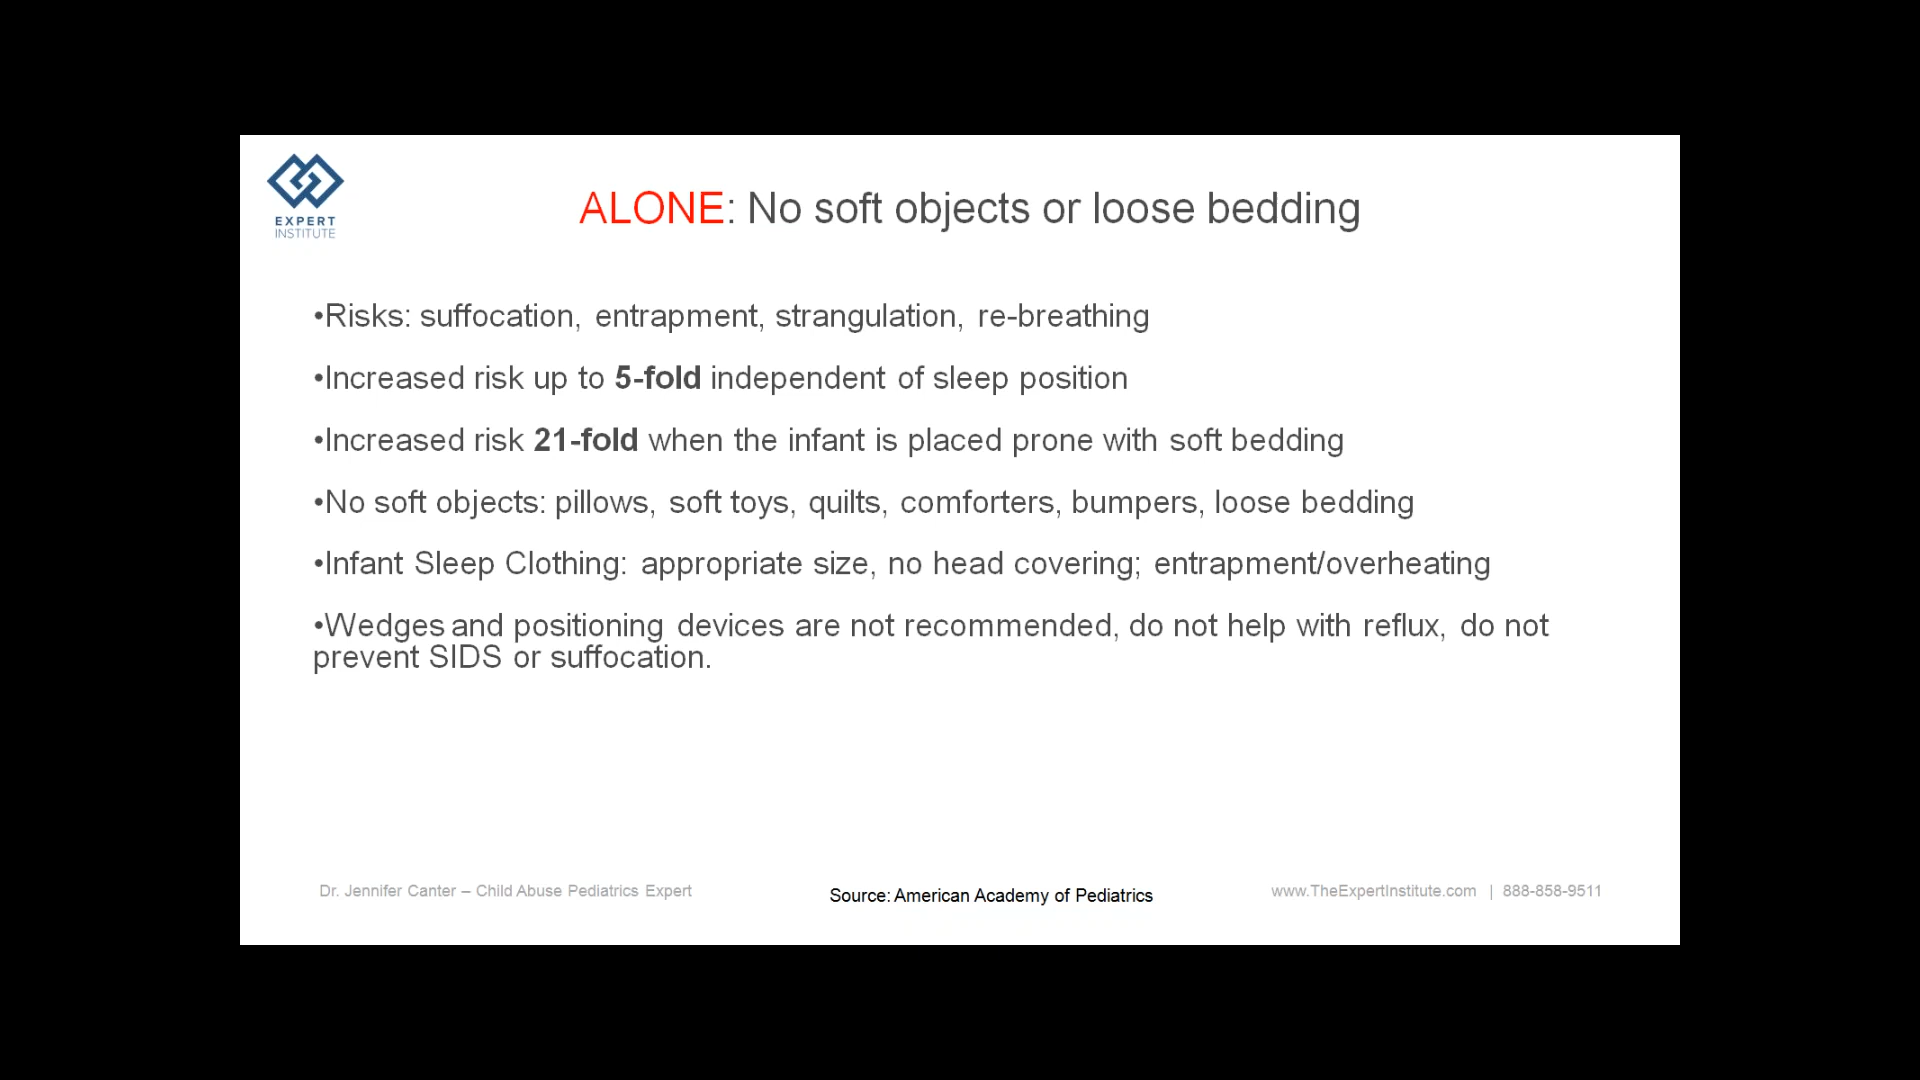 EXPERT
INSTITUTE
ALONE: No soft objects or loose bedding
•Risks: suffocation, entrapment, strangulation, re-breathing
•Increased risk up to 5-fold independent of sleep position
•Increased risk 21-fold when the infant is placed prone with soft bedding
•No soft objects: pillows, soft toys, quilts, comforters, bumpers, loose bedding
•Infant Sleep Clothing: appropriate size, no head covering; entrapment/overheating
•Wedges and positioning devices are not recommended, do not help with reflux, do not
prevent SIDS or suffocation.
Dr. Jennifer Canter – Child Abuse Pediatrics Expert
Source: American Academy of Pediatrics
www.TheExpertInstitute.com | 888-858-9511